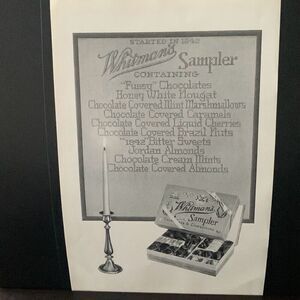 STARTED IN 1842
Whitman's Sampler
CONTAINING
"Fussy" Chocolates
Honey White Nougat
Chocolate Covered Mint Marshmallows
Chocolate Covered Caramels
Chocolate Covered Liquid Cherries
Chocolate Covered Brazil Nuts
"1842" Bitter Sweets
Jordan Almonds
Chocolate Cream Mints
Chocolate Covered Almonds
Whitman's
Sampler